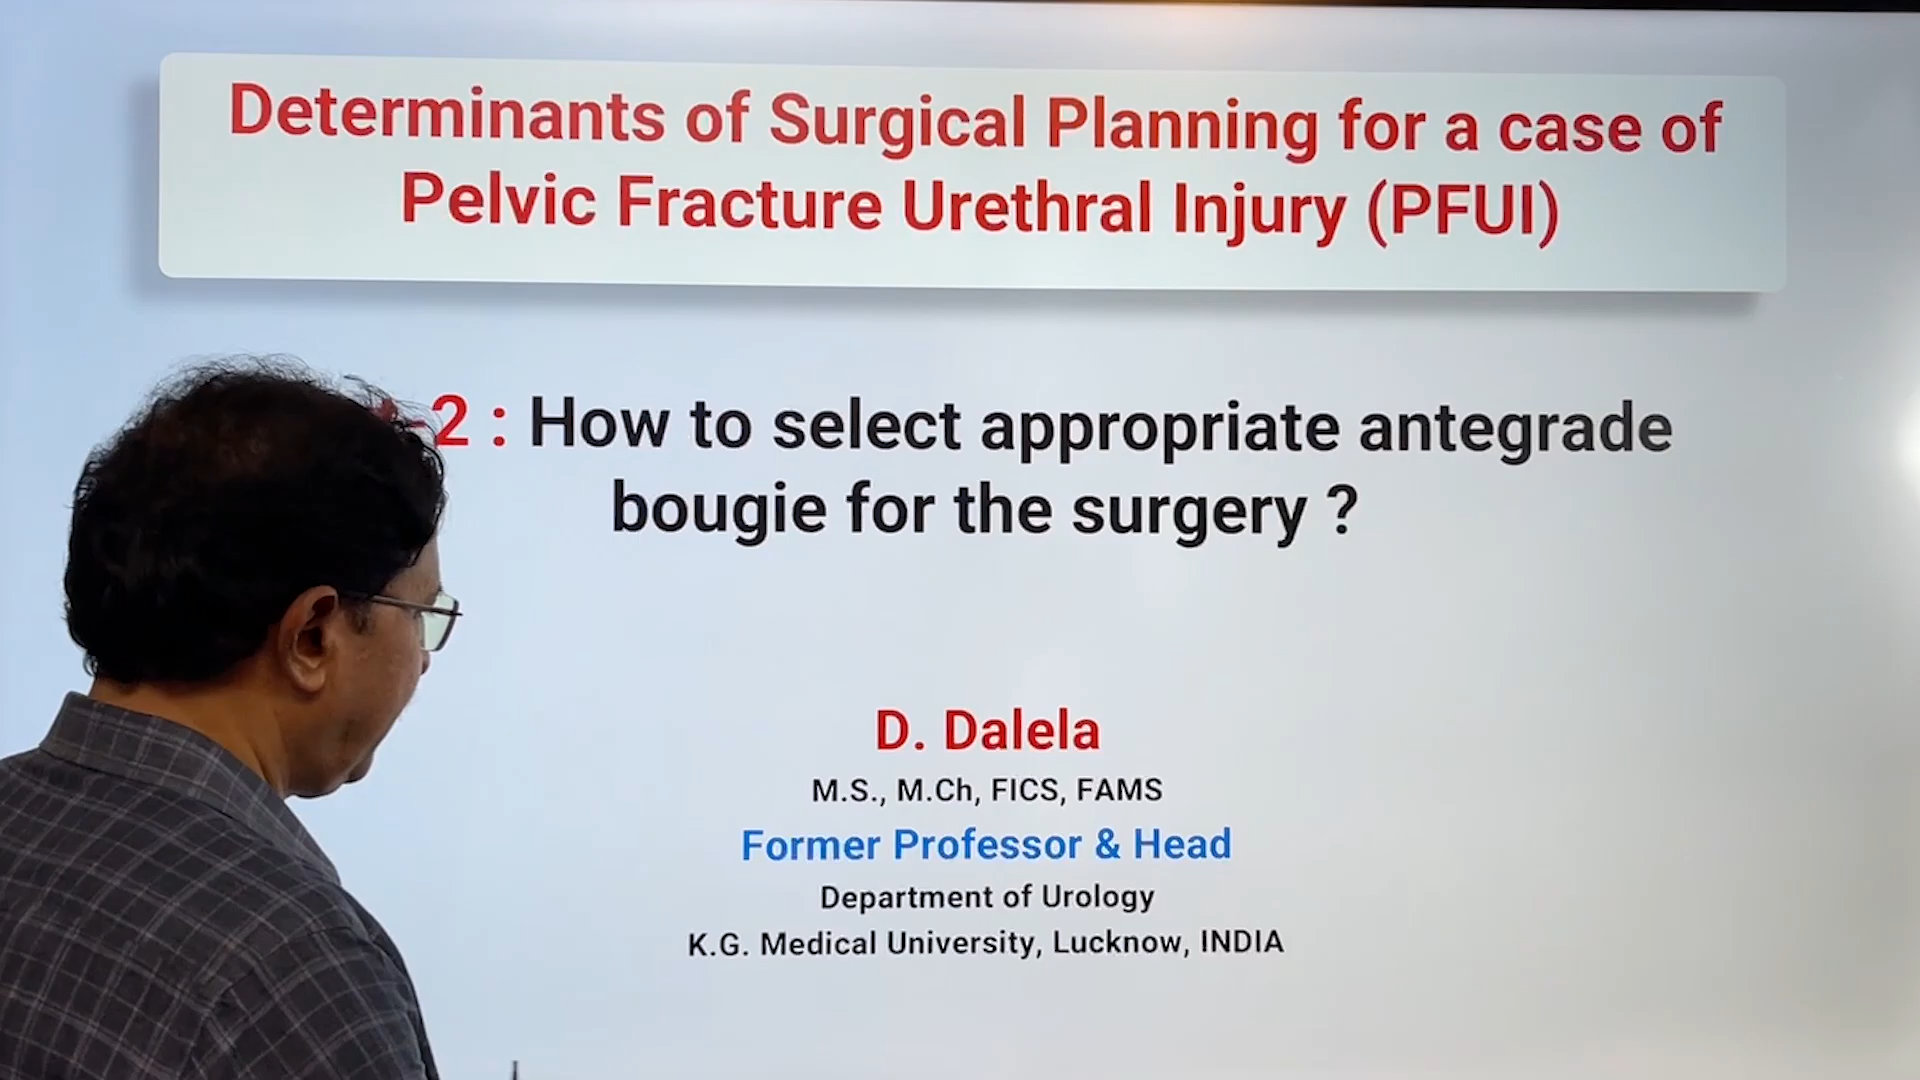 Determinants of Surgical Planning for a case of
Pelvic Fracture Urethral Injury (PFUI)
-2 : How to select appropriate antegrade
bougie for the surgery ?
D. Dalela
M.S., M.Ch, FICS, FAMS
Former Professor & Head
Department of Urology
K.G. Medical University, Lucknow, INDIA